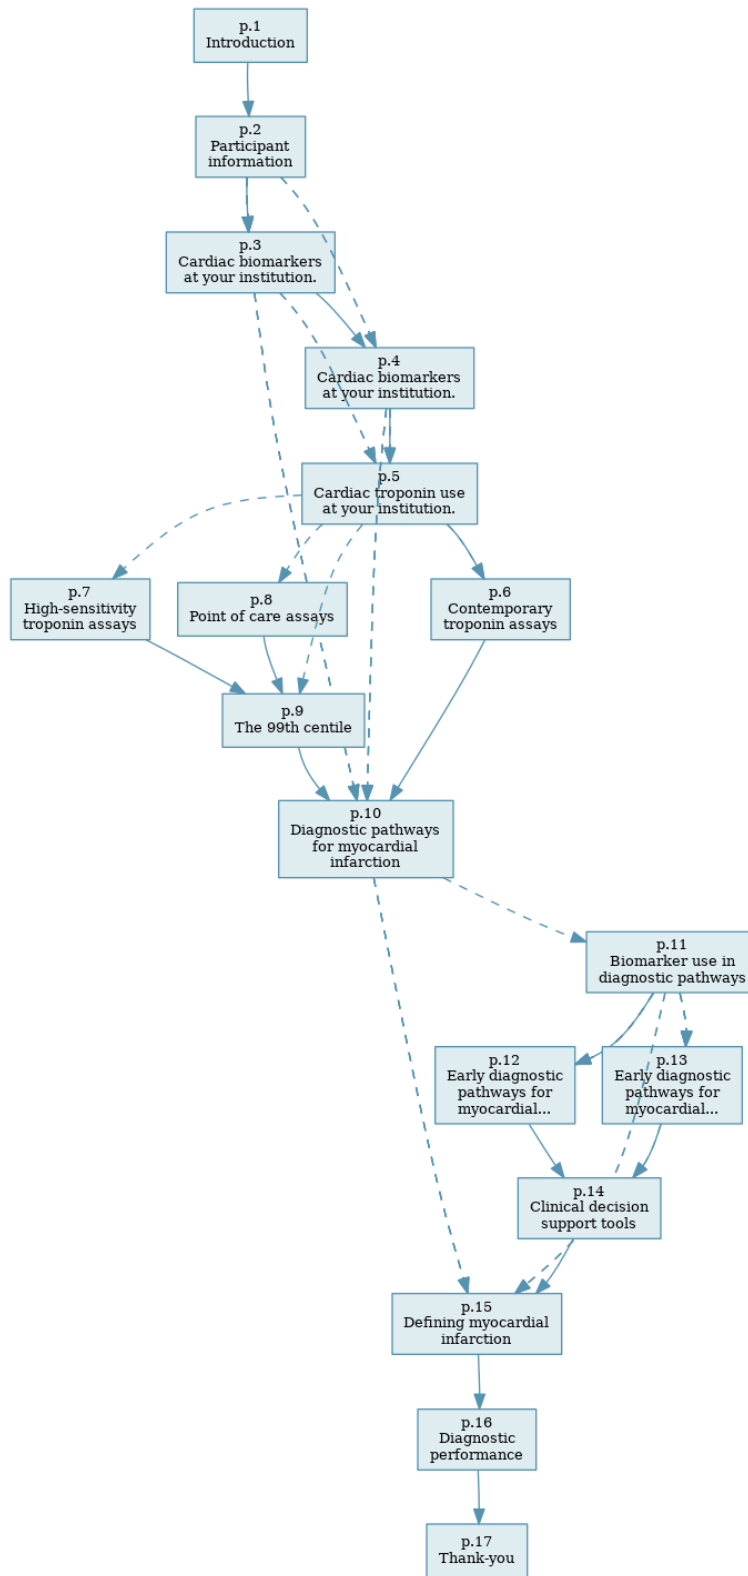 p.1
Introduction
p.2
Participant
information
p.3
Cardiac biomarkers
at your institution.
p.4
Cardiac biomarkers
at your institution.
p.5
Cardiac troponin use
at your institution.
p.7
High-sensitivity
troponin assays
p.8
Point of care assays
p.6
Contemporary
troponin assays
p.9
The 99th centile
p.10
Diagnostic pathways
for myocardial
infarction
p.11
Biomarker use in
diagnostic pathways
p.12
Early diagnostic
pathways for
myocardial...
p.13
Early diagnostic
pathways for
myocardial...
p.14
Clinical decision
support tools
p.15
Defining myocardial
infarction
p.16
Diagnostic
performance
p.17
Thank-you